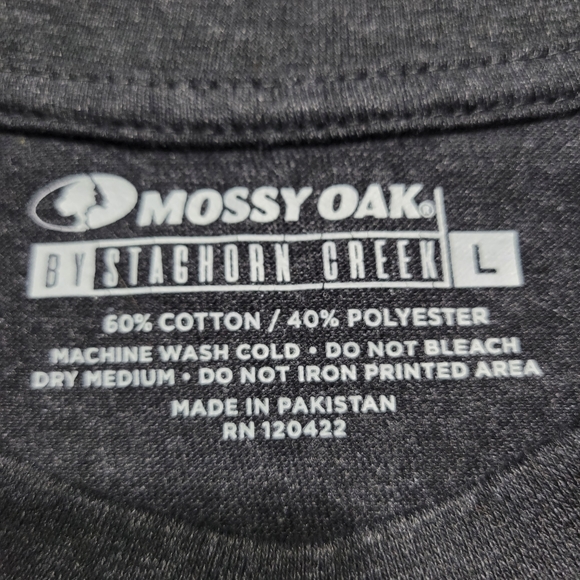 MOSSY OAK®
BY STAGHORN CREEK L
60% COTTON / 40% POLYESTER
MACHINE WASH COLD • DO NOT BLEACH
DRY MEDIUM • DO NOT IRON PRINTED AREA
MADE IN PAKISTAN
RN 120422